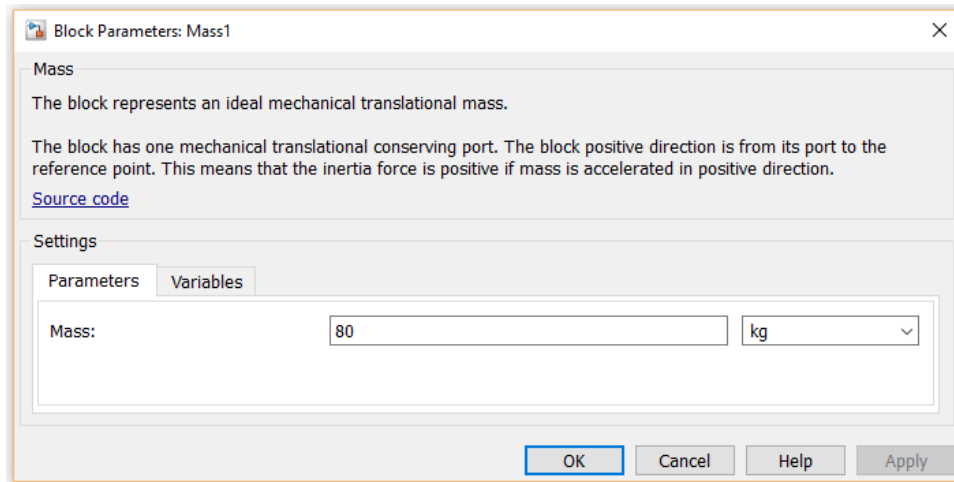 Block Parameters: Mass1
Mass
The block represents an ideal mechanical translational mass.
The block has one mechanical translational conserving port. The block positive direction is from its port to the
reference point. This means that the inertia force is positive if mass is accelerated in positive direction.
Source code
Settings
Parameters Variables
Mass: 80 kg
OK Cancel Help Apply